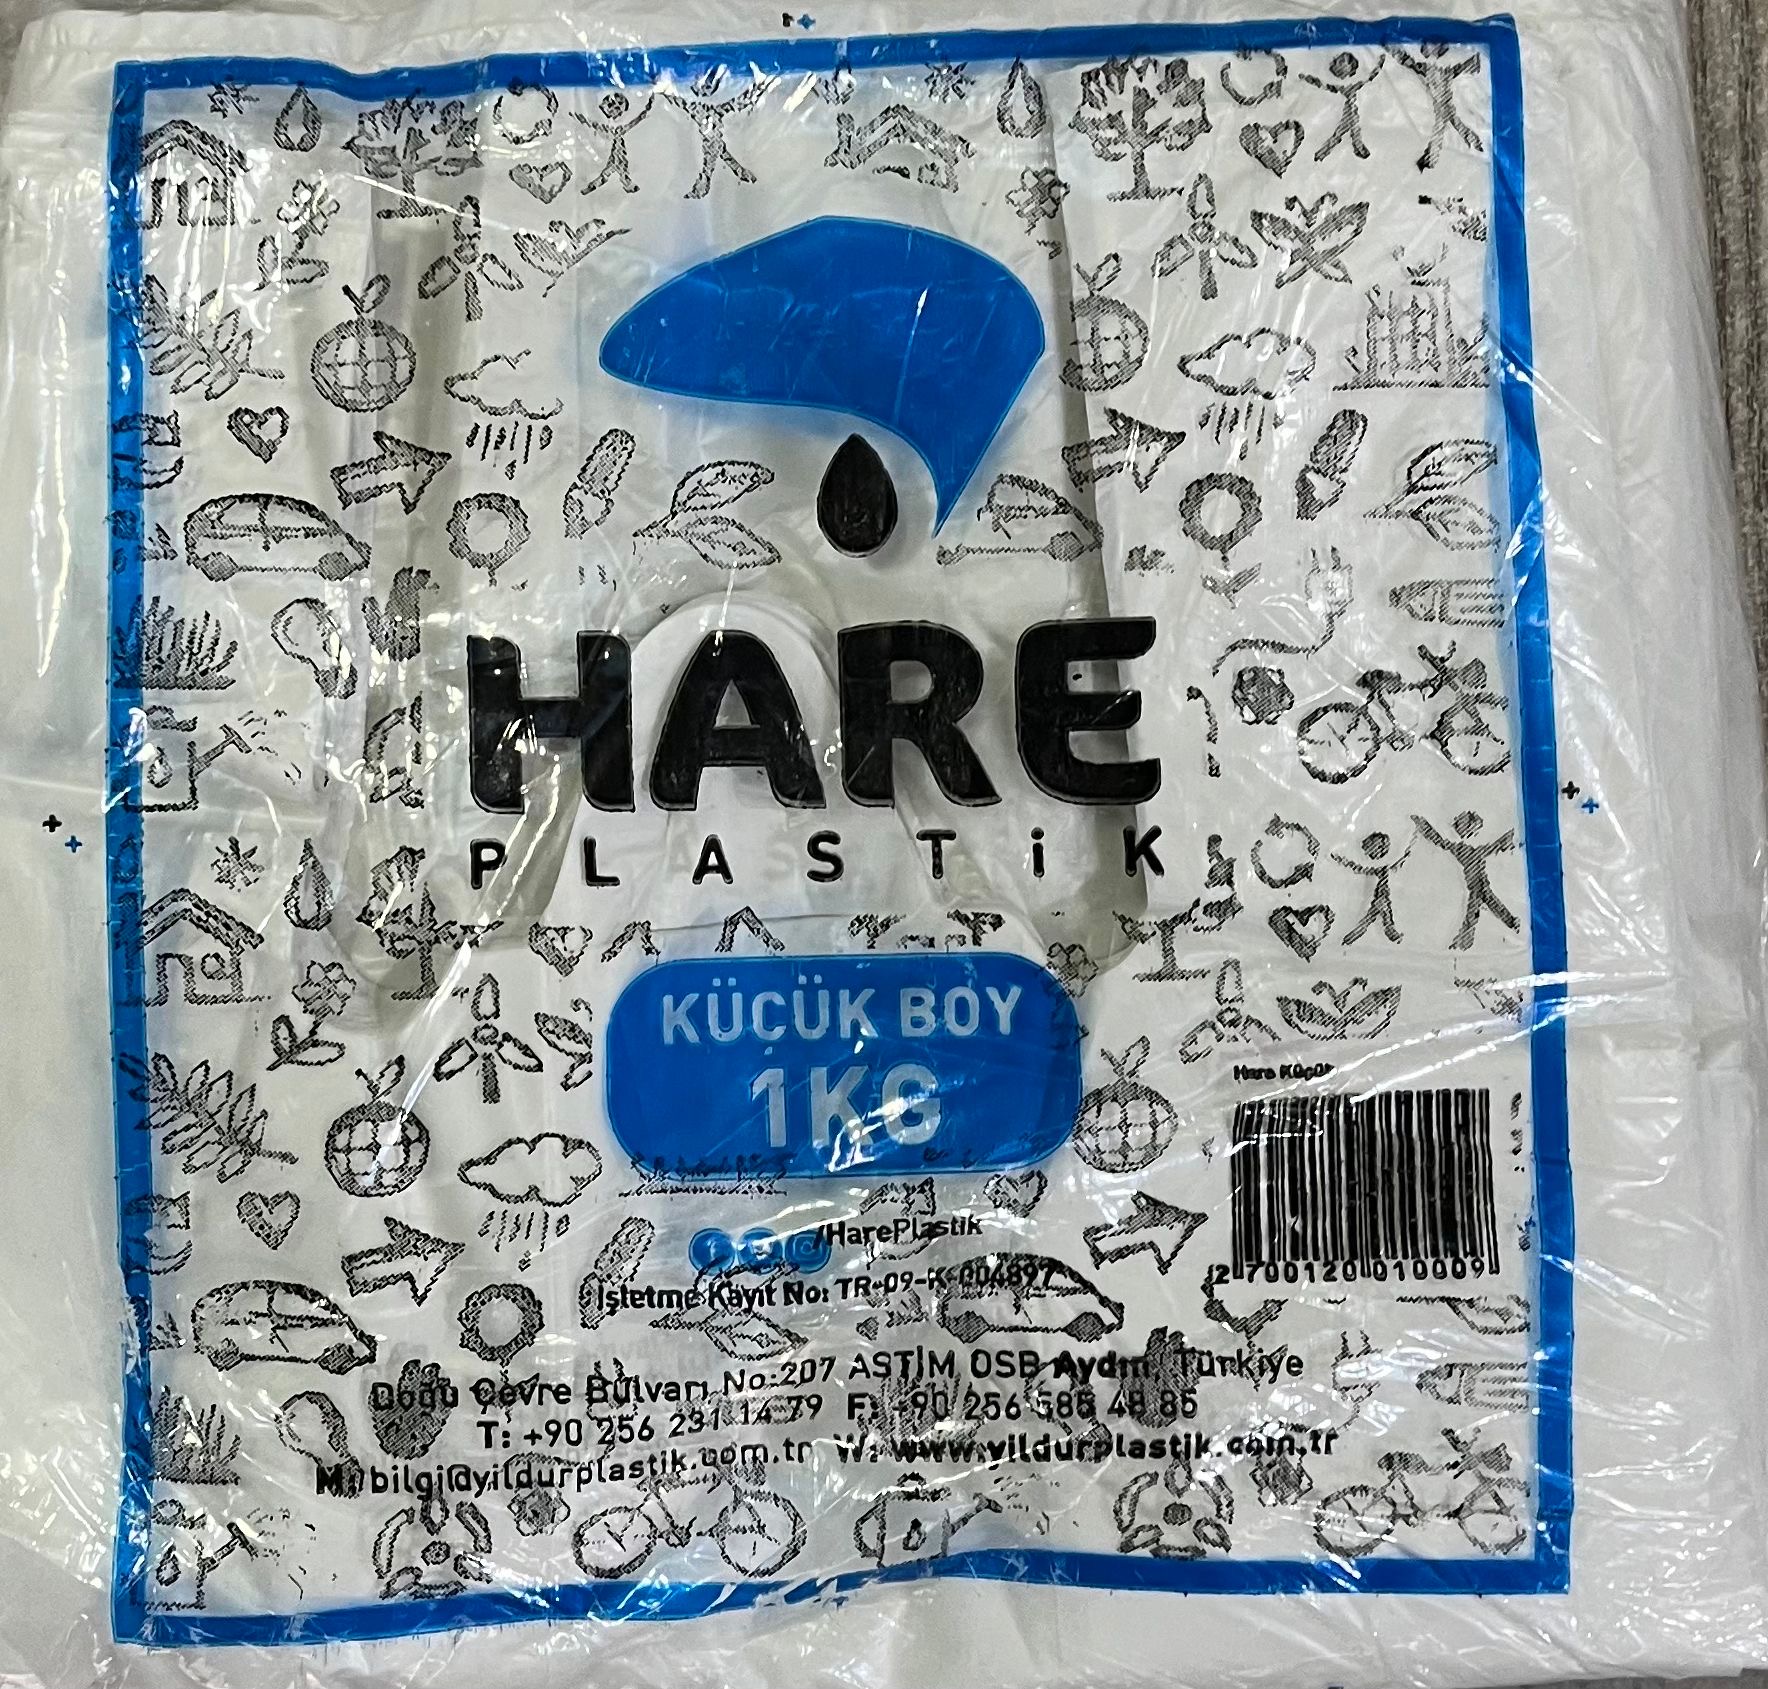 HARE
PLASTiK
KÜÇÜK BOY
1KG
Hare Küçük
2 700120 010009
/HarePlastik
İşletme Kayıt No: TR-09-K-004897
Doğu Çevre Bulvarı No:207 ASTİM OSB Aydın, Türkiye
T: +90 256 231 14 79 F: +90 256 585 48 85
M: bilgi@yildurplastik.com.tr W: www.yildurplastik.com.tr